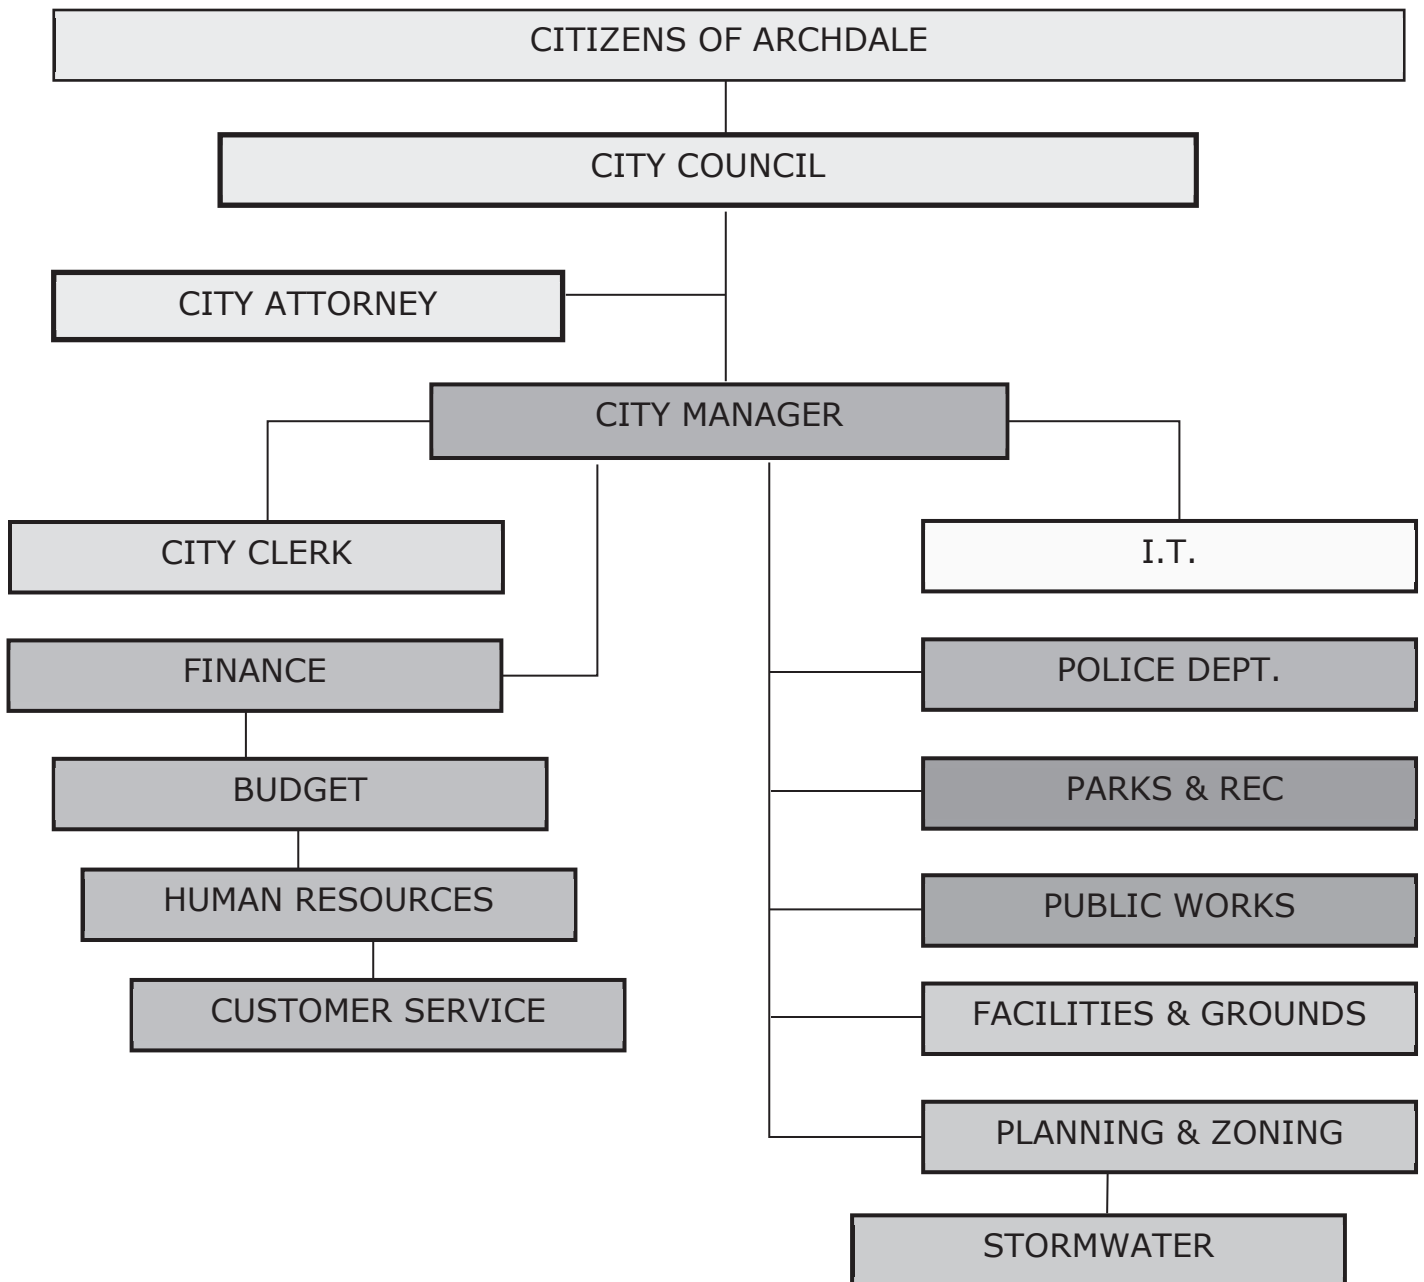 CITIZENS OF ARCHDALE
CITY COUNCIL
CITY ATTORNEY
CITY MANAGER
CITY CLERK
I.T.
FINANCE
POLICE DEPT.
BUDGET
PARKS & REC
HUMAN RESOURCES
PUBLIC WORKS
CUSTOMER SERVICE
FACILITIES & GROUNDS
PLANNING & ZONING
STORMWATER